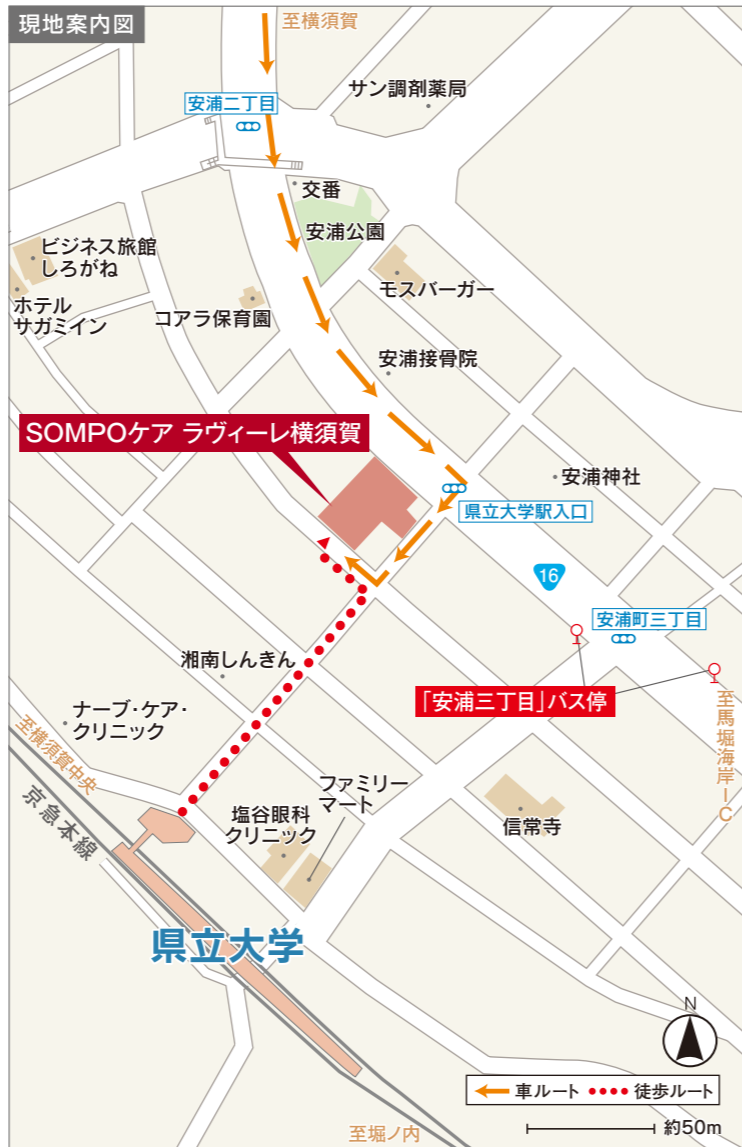 現地案内図
至横須賀
サン調剤薬局
安浦二丁目
交番
安浦公園
ビジネス旅館
しろがね
モスバーガー
ホテル
サガミイン
コアラ保育園
安浦接骨院
SOMPOケア ラヴィーレ横須賀
安浦神社
県立大学駅入口
16
安浦町三丁目
湘南しんきん
「安浦三丁目」バス停
ナーブ・ケア・
クリニック
至横須賀中央
至馬堀海岸IC
京急本線
ファミリー
マート
塩谷眼科
クリニック
信常寺
県立大学
N
車ルート
徒歩ルート
至堀ノ内
約50m